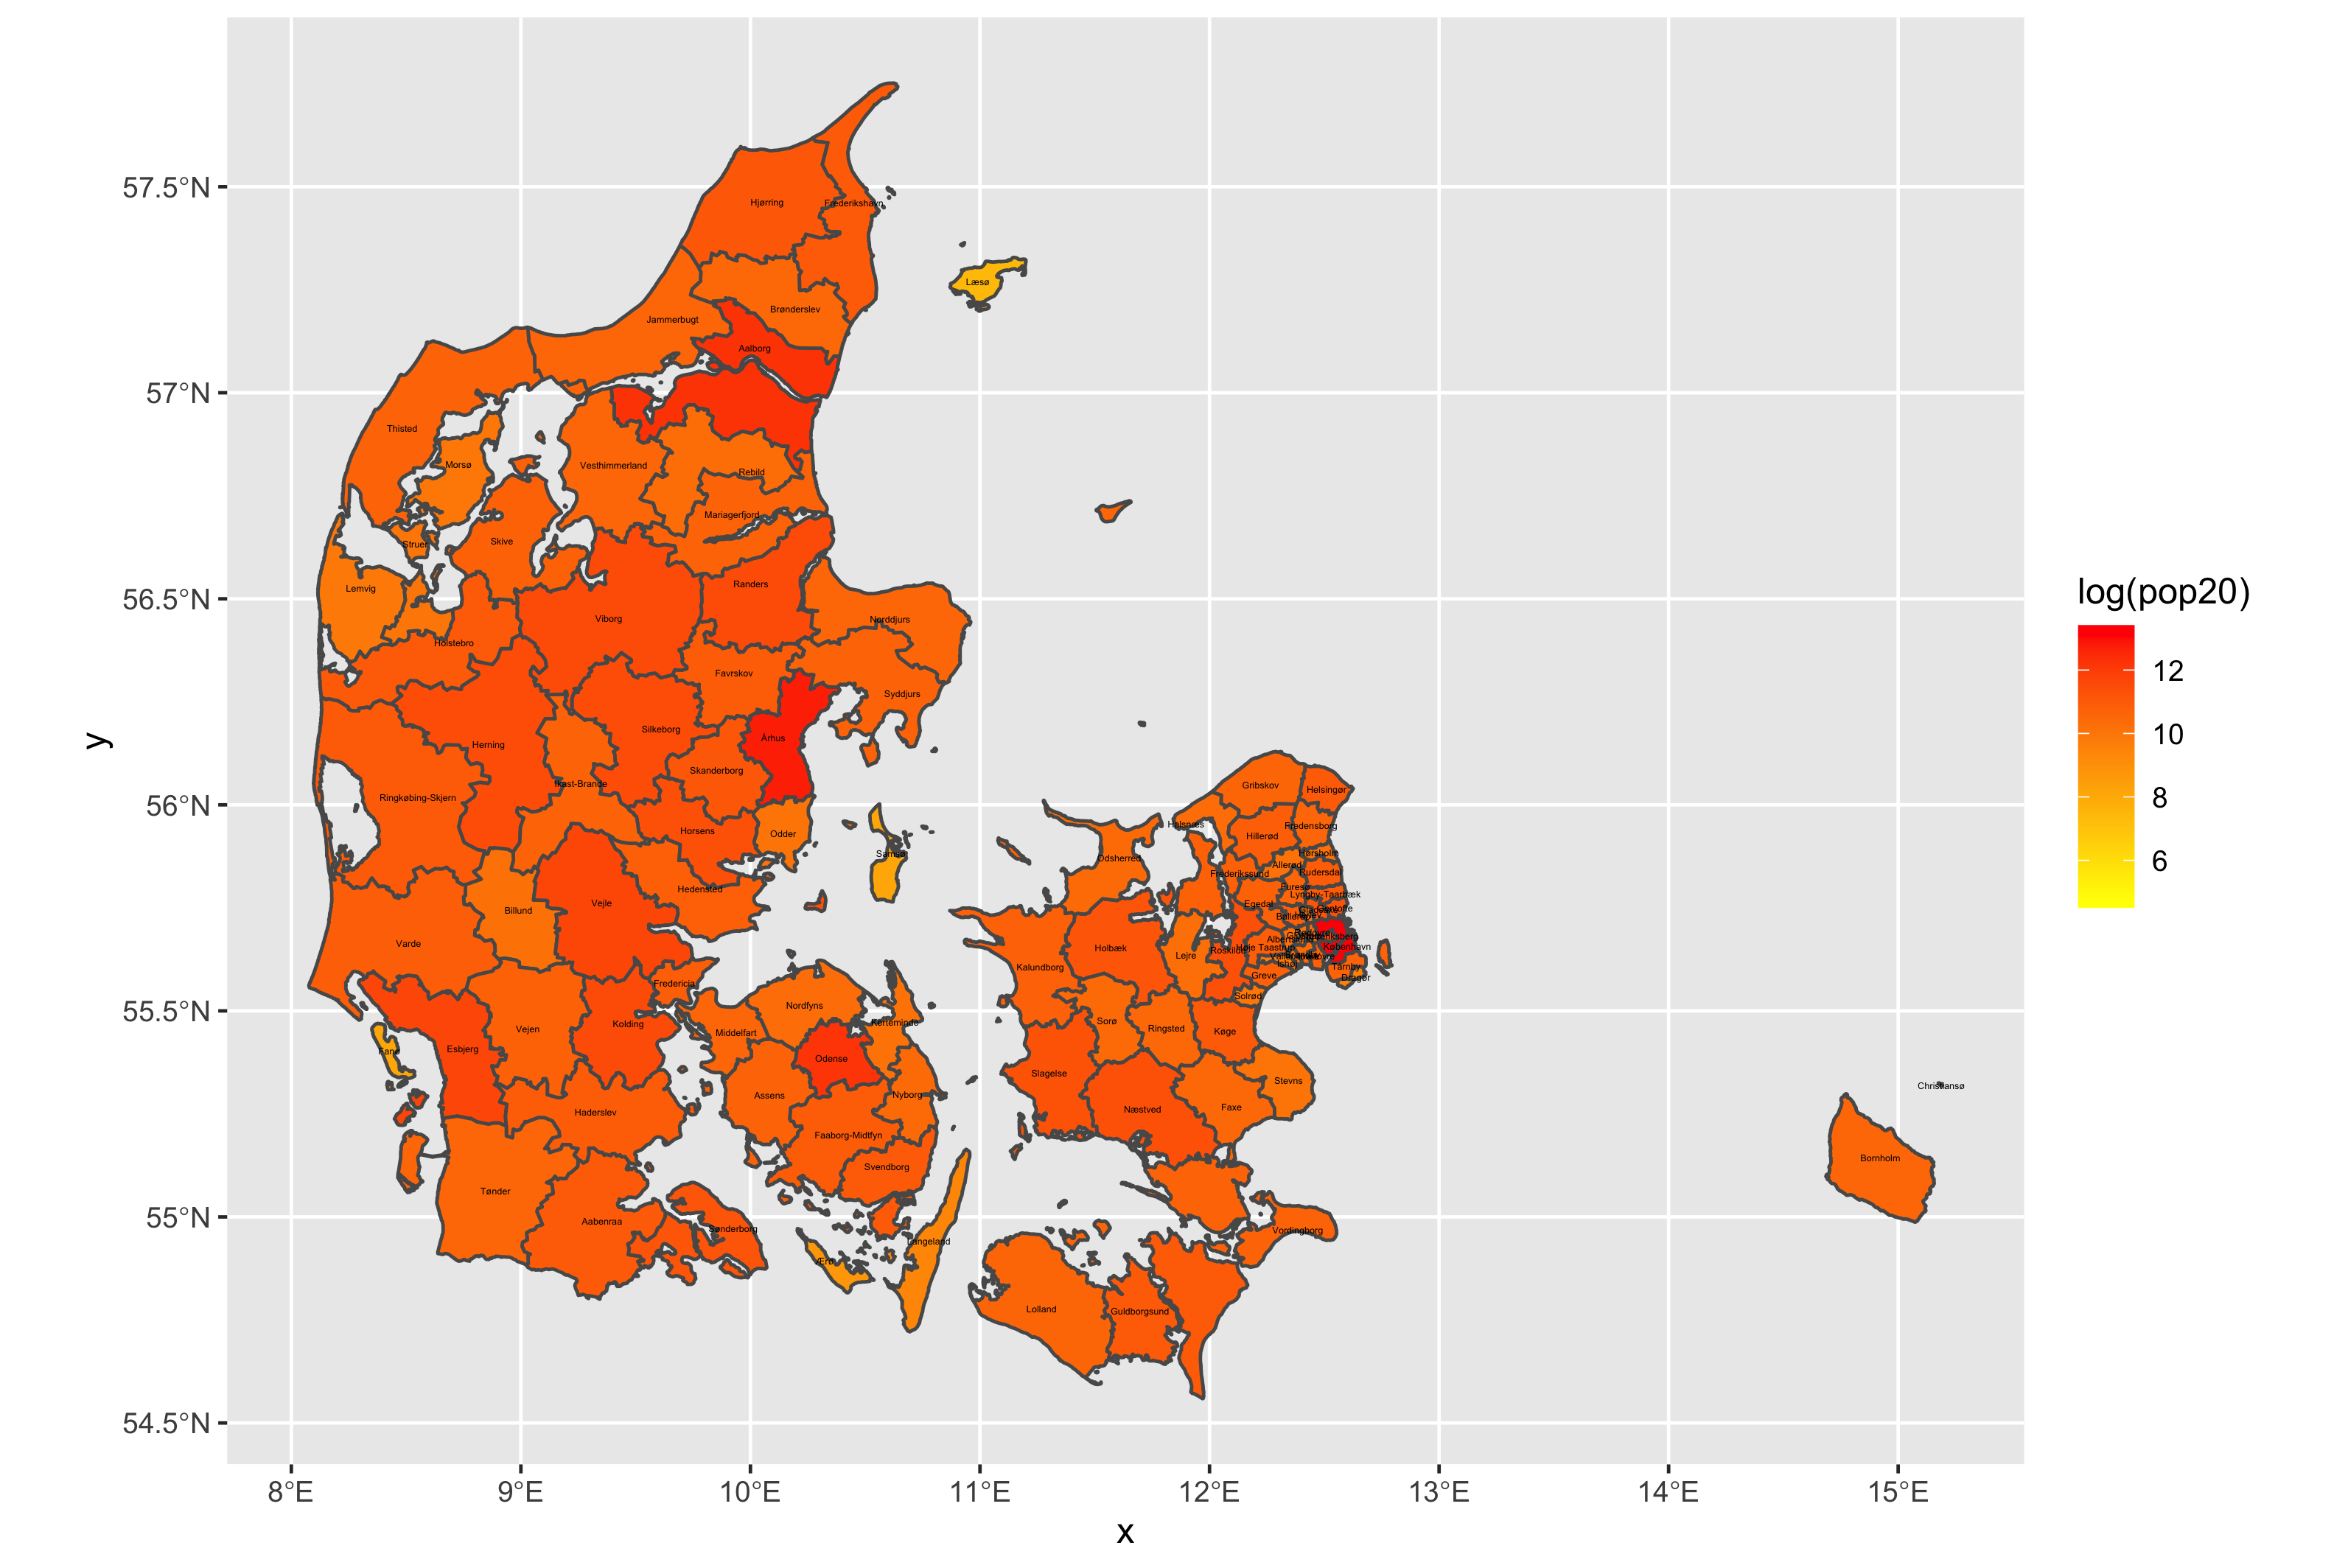 57.5°N
57°N
56.5°N
56°N
55.5°N
55°N
54.5°N
y
8°E
9°E
10°E
11°E
12°E
13°E
14°E
15°E
x
log(pop20)
12
10
8
6
Hjørring
Frederikshavn
Læsø
Brønderslev
Jammerbugt
Aalborg
Thisted
Morsø
Vesthimmerland
Rebild
Mariagerfjord
Struer
Skive
Lemvig
Randers
Viborg
Norddjurs
Holstebro
Favrskov
Syddjurs
Silkeborg
Århus
Herning
Skanderborg
Ikast-Brande
Ringkøbing-Skjern
Horsens
Odder
Samsø
Hedensted
Vejle
Billund
Varde
Fredericia
Kolding
Vejen
Esbjerg
Fanø
Haderslev
Tønder
Aabenraa
Sønderborg
Nordfyns
Middelfart
Kerteminde
Odense
Assens
Nyborg
Faaborg-Midtfyn
Svendborg
Langeland
Ærø
Gribskov
Helsingør
Halsnæs
Fredensborg
Hillerød
Hørsholm
Odsherred
Allerød
Rudersdal
Frederikssund
Furesø
Lyngby-Taarbæk
Egedal
Holbæk
København
Roskilde
Høje Taastrup
Lejre
Ishøj
Tårnby
Kalundborg
Greve
Dragør
Solrød
Sorø
Ringsted
Køge
Slagelse
Stevns
Næstved
Faxe
Christiansø
Bornholm
Vordingborg
Lolland
Guldborgsund